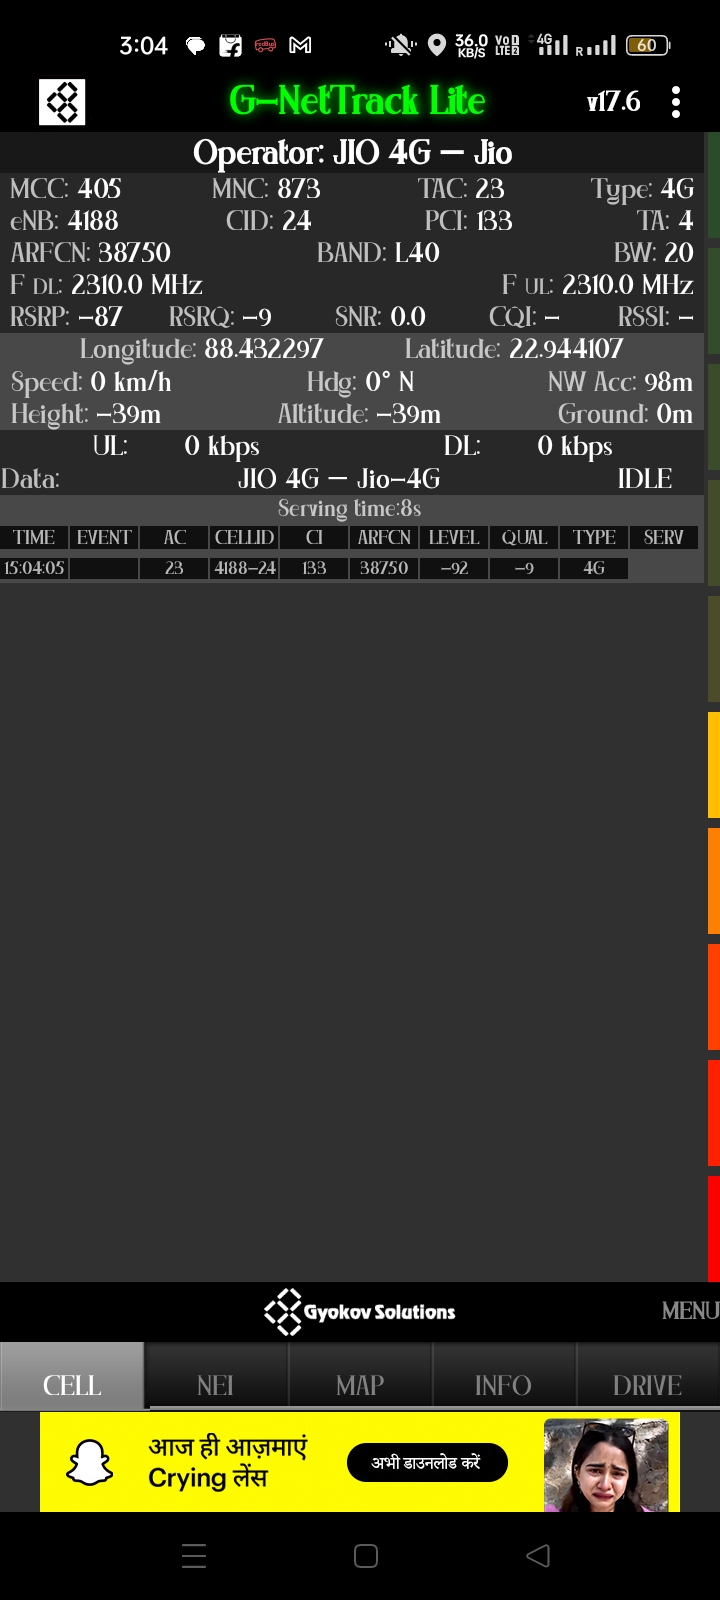 3:04 36.0 KB/S VoD LTE2 4G R 60
G-NetTrack Lite v17.6
Operator: JIO 4G – Jio
MCC: 405 MNC: 873 TAC: 23 Type: 4G
eNB: 4188 CID: 24 PCI: 133 TA: 4
ARFCN: 38750 BAND: L40 BW: 20
F DL: 2310.0 MHz F UL: 2310.0 MHz
RSRP: -87 RSRQ: -9 SNR: 0.0 CQI: - RSSI: -
Longitude: 88.432297 Latitude: 22.944107
Speed: 0 km/h Hdg: 0° N NW Acc: 98m
Height: -39m Altitude: -39m Ground: 0m
UL: 0 kbps DL: 0 kbps
Data: JIO 4G – Jio-4G IDLE
Serving time:8s
TIME EVENT AC CELLID CI ARFCN LEVEL QUAL TYPE SERV
15:04:05 23 4188-24 133 38750 -92 -9 4G
Gyokov Solutions MENU
CELL NEI MAP INFO DRIVE
आज ही आज़माएं
Crying लेंस
अभी डाउनलोड करें